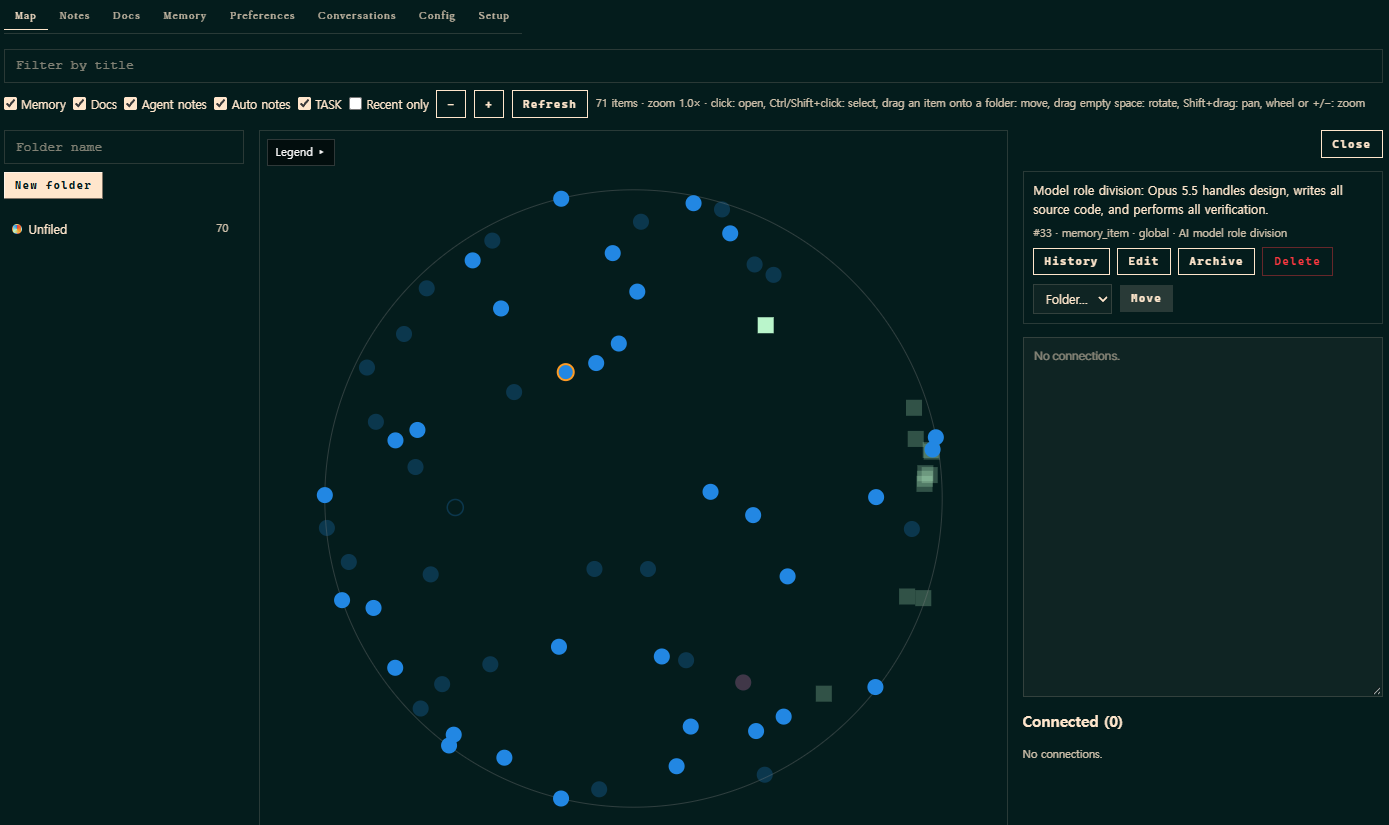 Map Notes Docs Memory Preferences Conversations Config Setup
Filter by title
Memory Docs Agent notes Auto notes TASK Recent only − + Refresh 71 items · zoom 1.0× · click: open, Ctrl/Shift+click: select, drag an item onto a folder: move, drag empty space: rotate, Shift+drag: pan, wheel or +/−: zoom
Folder name
New folder
Unfiled 70
Legend ▸
Close
Model role division: Opus 5.5 handles design, writes all
source code, and performs all verification.
#33 · memory_item · global · AI model role division
History Edit Archive Delete
Folder... Move
No connections.
Connected (0)
No connections.